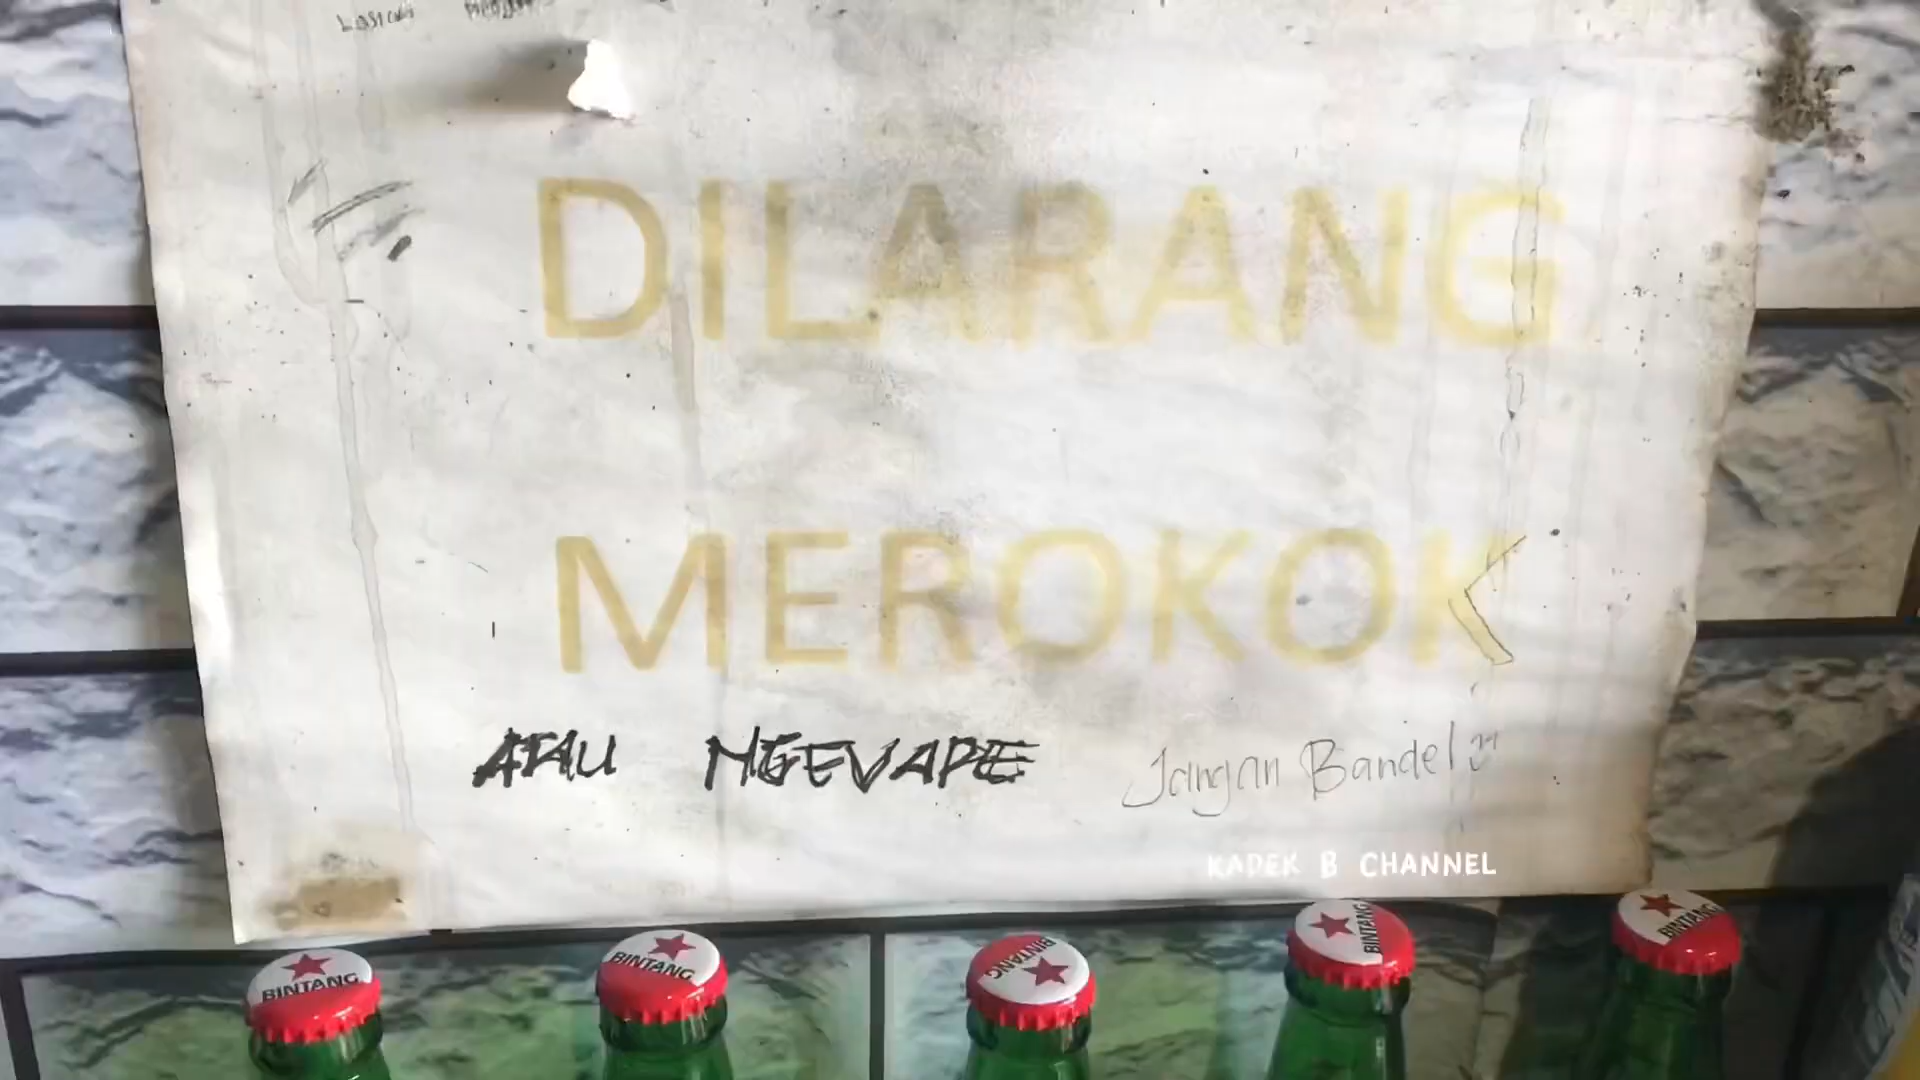 DILARANG
MEROKOK
ATAU NGEVAPE
Jangan Bandel
KADEK B CHANNEL
BINTANG
BINTANG
BINTANG
BINTANG
BINTANG